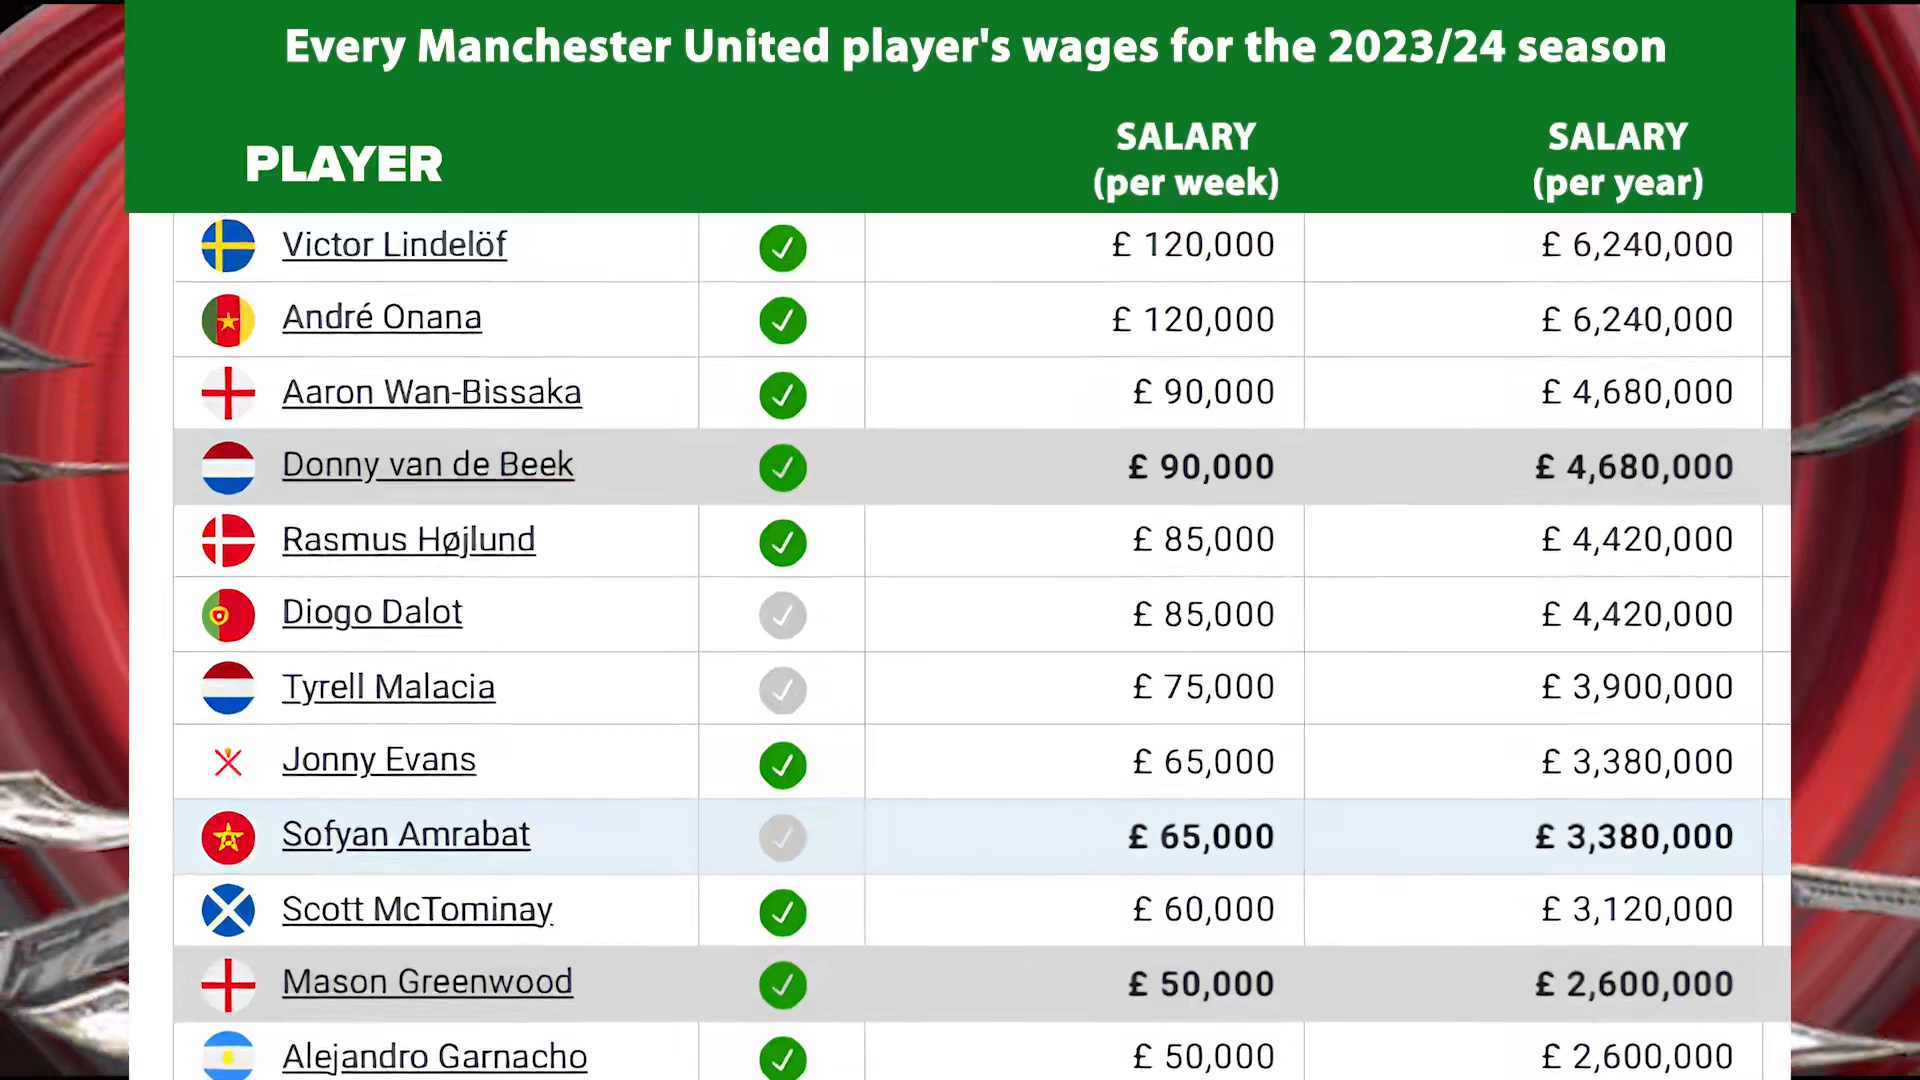 Every Manchester United player's wages for the 2023/24 season
PLAYER
SALARY
(per week)
SALARY
(per year)
Victor Lindelöf £ 120,000 £ 6,240,000
André Onana £ 120,000 £ 6,240,000
Aaron Wan-Bissaka £ 90,000 £ 4,680,000
Donny van de Beek £ 90,000 £ 4,680,000
Rasmus Højlund £ 85,000 £ 4,420,000
Diogo Dalot £ 85,000 £ 4,420,000
Tyrell Malacia £ 75,000 £ 3,900,000
Jonny Evans £ 65,000 £ 3,380,000
Sofyan Amrabat £ 65,000 £ 3,380,000
Scott McTominay £ 60,000 £ 3,120,000
Mason Greenwood £ 50,000 £ 2,600,000
Alejandro Garnacho £ 50,000 £ 2,600,000